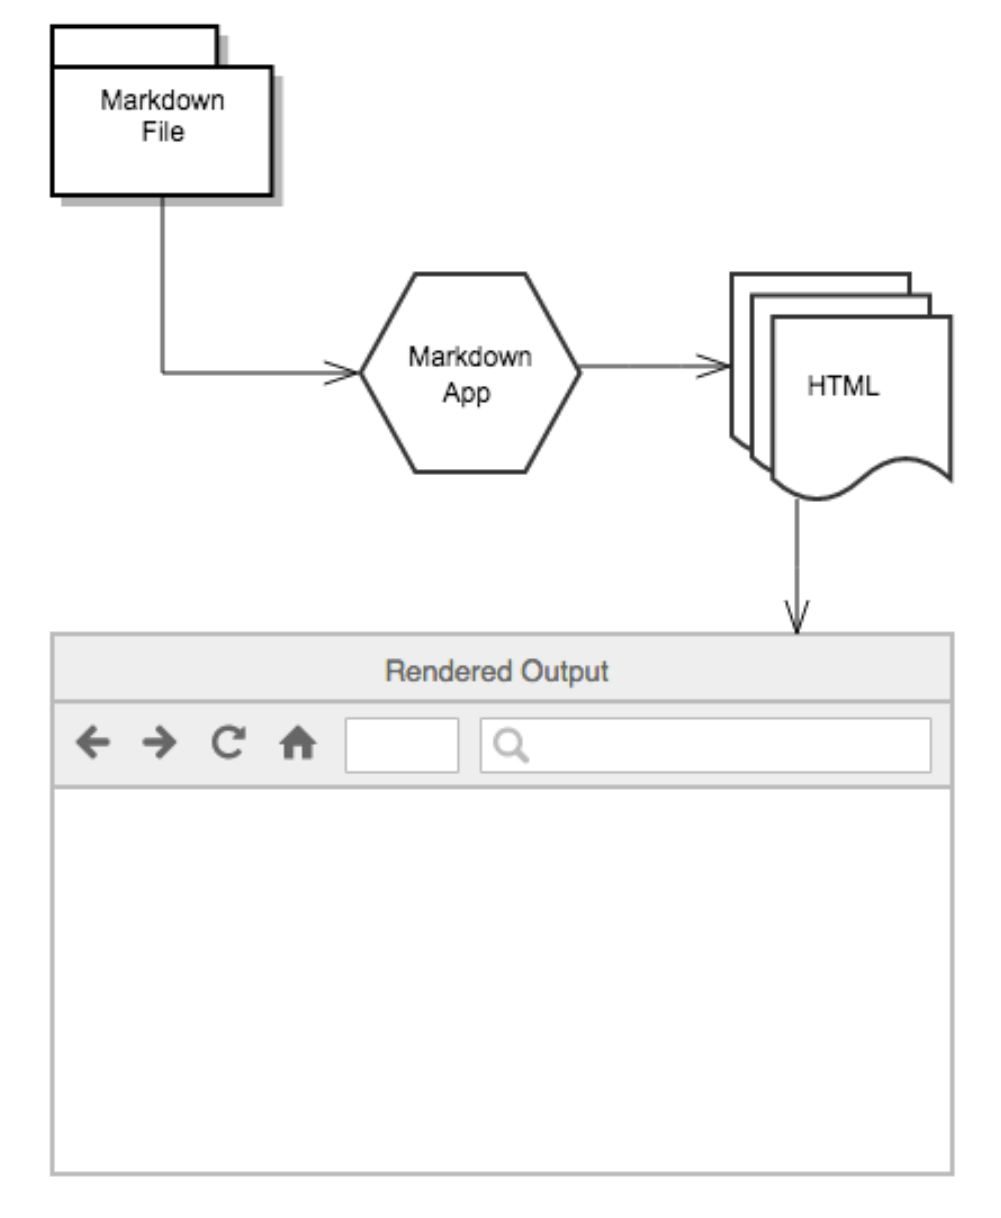 Markdown
File
Markdown
App
HTML
Rendered Output